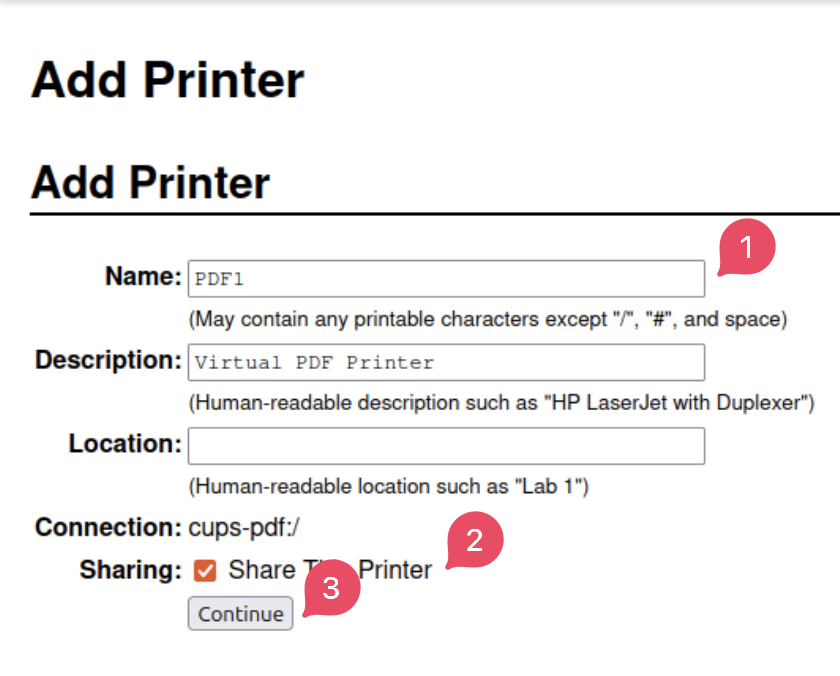 Add Printer
Add Printer
1
Name: PDF1
(May contain any printable characters except "/", "#", and space)
Description: Virtual PDF Printer
(Human-readable description such as "HP LaserJet with Duplexer")
Location:
(Human-readable location such as "Lab 1")
Connection: cups-pdf:/
2
Sharing: Share Printer
3
Continue